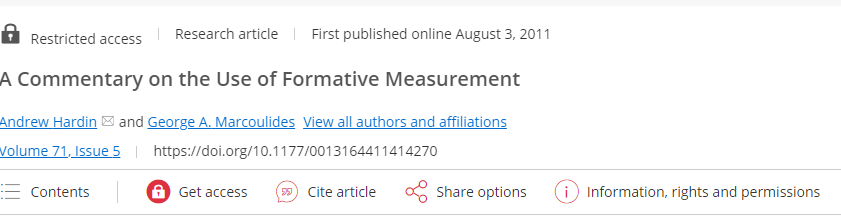 Restricted access Research article First published online August 3, 2011
A Commentary on the Use of Formative Measurement
Andrew Hardin and George A. Marcoulides View all authors and affiliations
Volume 71, Issue 5 https://doi.org/10.1177/0013164411414270
Contents Get access Cite article Share options Information, rights and permissions